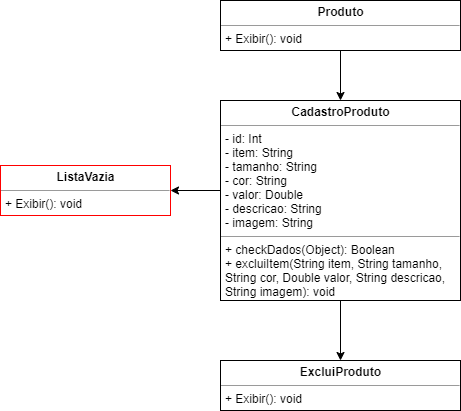 Produto
+ Exibir(): void
CadastroProduto
- id: Int
- item: String
- tamanho: String
- cor: String
- valor: Double
- descricao: String
- imagem: String
+ checkDados(Object): Boolean
+ excluiItem(String item, String tamanho,
String cor, Double valor, String descricao,
String imagem): void
ListaVazia
+ Exibir(): void
ExcluiProduto
+ Exibir(): void